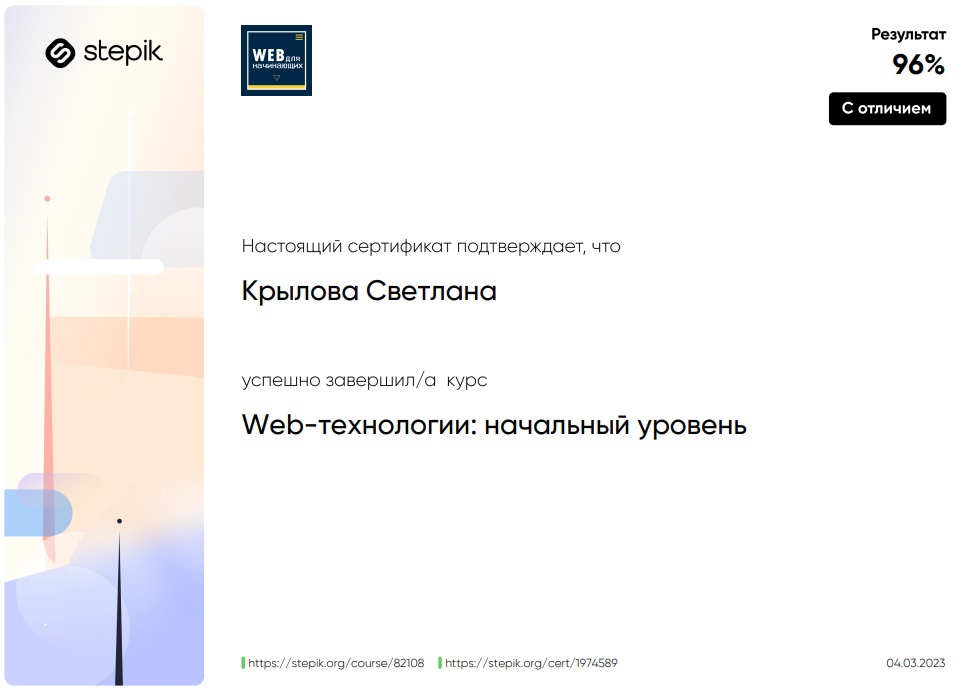 stepik
WEB для
начинающих
Результат
96%
С отличием
Настоящий сертификат подтверждает, что
Крылова Светлана
успешно завершил/а курс
Web-технологии: начальный уровень
https://stepik.org/course/82108 https://stepik.org/cert/1974589 04.03.2023